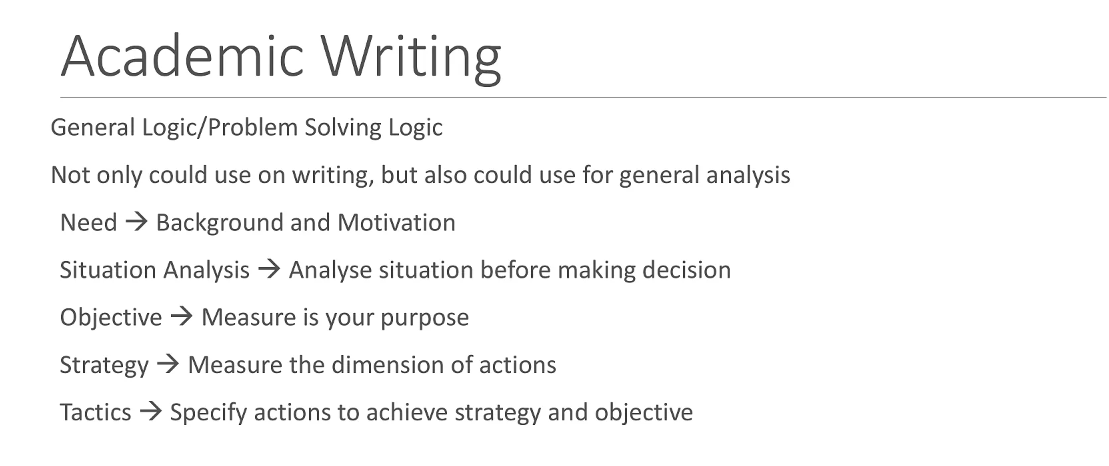 Academic Writing
General Logic/Problem Solving Logic
Not only could use on writing, but also could use for general analysis
Need → Background and Motivation
Situation Analysis → Analyse situation before making decision
Objective → Measure is your purpose
Strategy → Measure the dimension of actions
Tactics → Specify actions to achieve strategy and objective